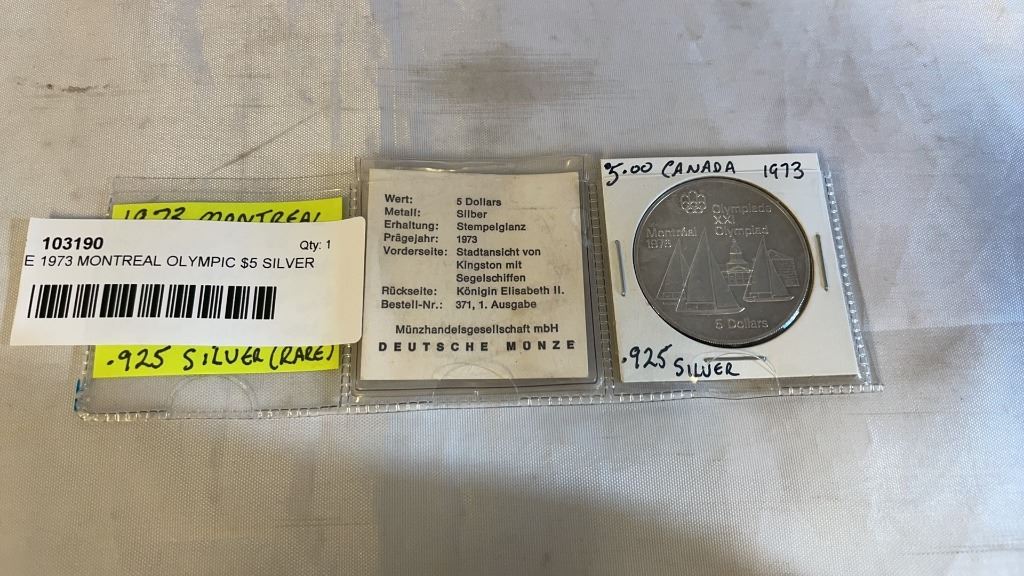 1973 MONTREAL
103190 Qty: 1
E 1973 MONTREAL OLYMPIC $5 SILVER
.925 SILVER (RARE)
Wert: 5 Dollars
Metall: Silber
Erhaltung: Stempelglanz
Prägejahr: 1973
Vorderseite: Stadtansicht von
Kingston mit
Segelschiffen
Rückseite: Königin Elisabeth II.
Bestell-Nr.: 371, 1. Ausgabe
Münzhandelsgesellschaft mbH
DEUTSCHE MÜNZE
5.00 CANADA 1973
Olympiade
XXI
Montréal Olympiad
1976
5 Dollars
.925 SILVER